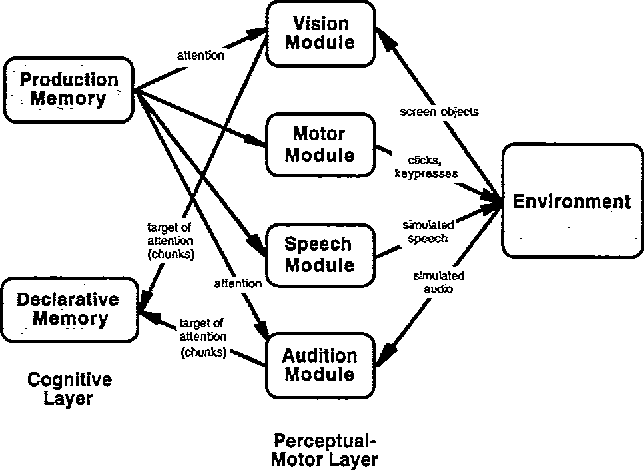 Vision
Module
attention
Production
Memory
screen objects
Motor
Module
clicks,
keypresses
Environment
target of
attention
(chunks)
Speech
Module
simulated
speech
attention
simulated
audio
Declarative
Memory
target of
attention
(chunks)
Audition
Module
Cognitive
Layer
Perceptual-
Motor Layer